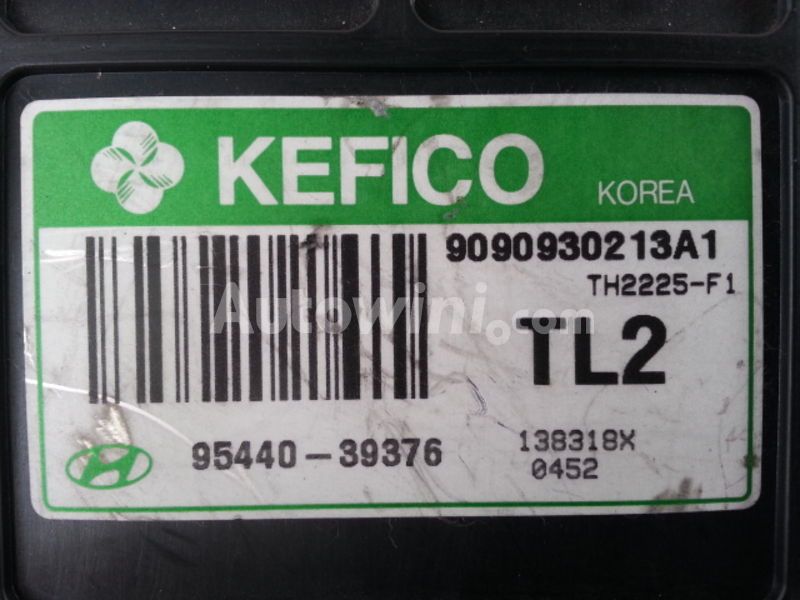 KEFICO
KOREA
9090930213A1
TH2225-F1
Autowini.com
TL2
95440-39376
138318X
0452